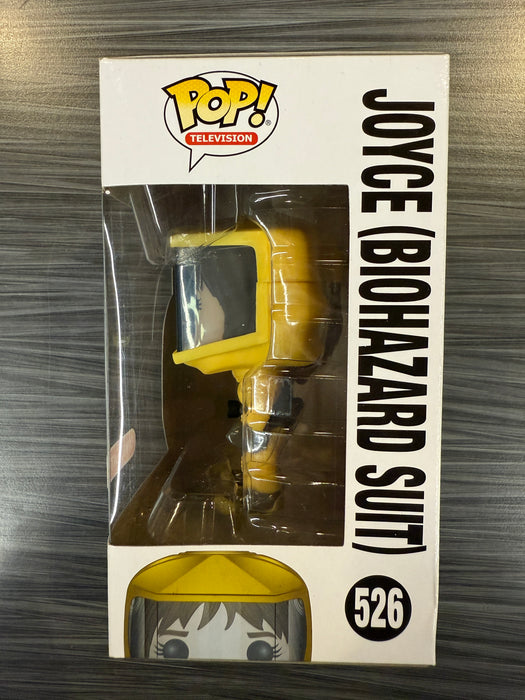 POP!
TELEVISION
JOYCE (BIOHAZARD SUIT)
526